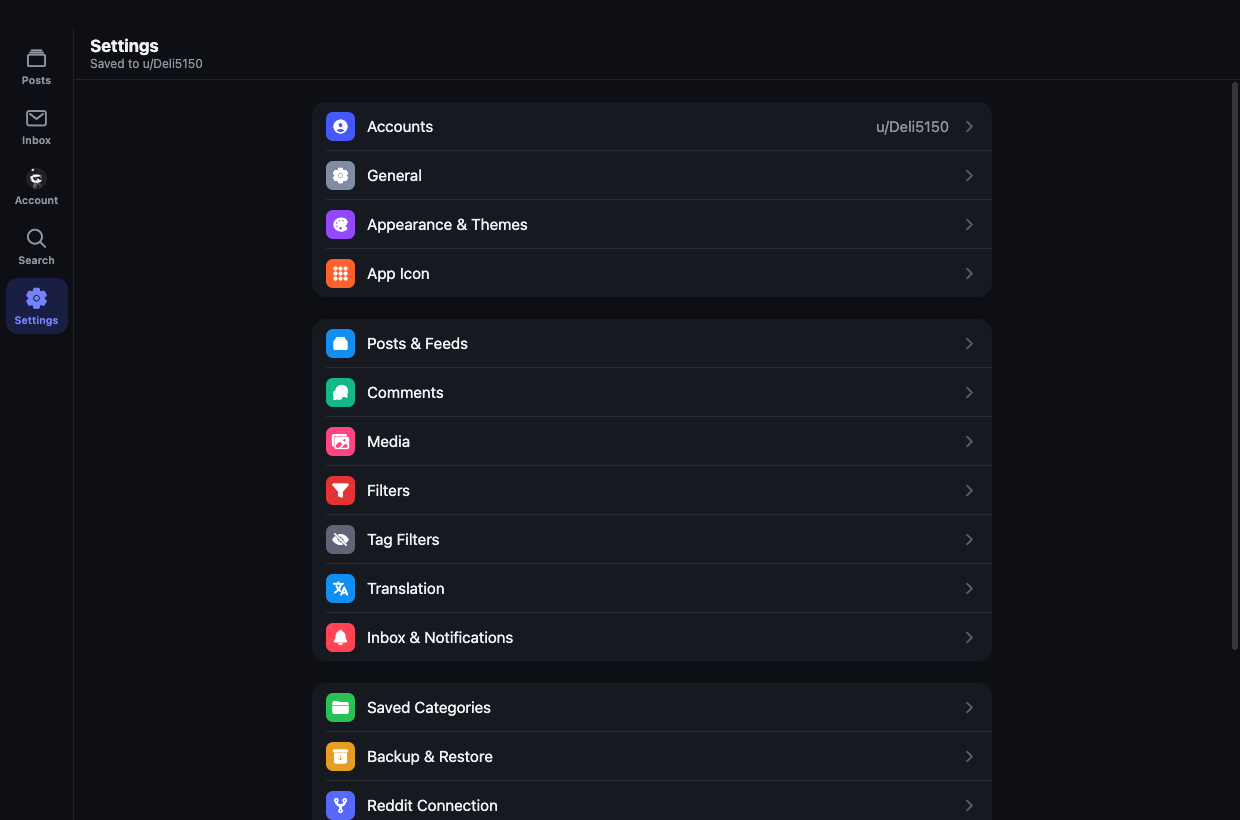 Settings
Saved to u/Deli5150
Posts
Inbox
Account
Search
Settings
Accounts u/Deli5150
General
Appearance & Themes
App Icon
Posts & Feeds
Comments
Media
Filters
Tag Filters
Translation
Inbox & Notifications
Saved Categories
Backup & Restore
Reddit Connection